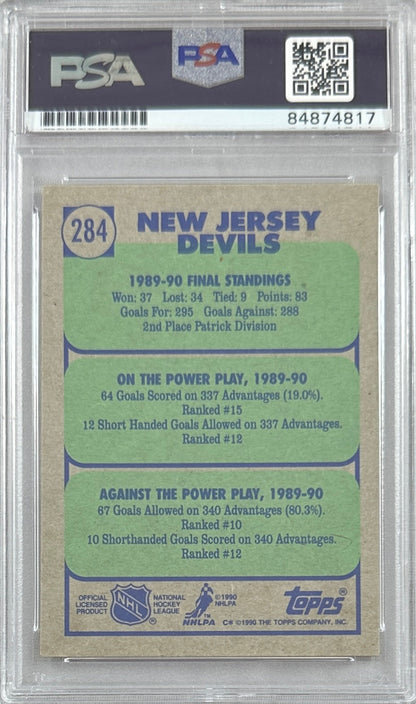 PSA PSA
84874817
284 NEW JERSEY
DEVILS
1989-90 FINAL STANDINGS
Won: 37 Lost: 34 Tied: 9 Points: 83
Goals For: 295 Goals Against: 288
2nd Place Patrick Division
ON THE POWER PLAY, 1989-90
64 Goals Scored on 337 Advantages (19.0%).
Ranked #15
12 Short Handed Goals Allowed on 337 Advantages.
Ranked #12
AGAINST THE POWER PLAY, 1989-90
67 Goals Allowed on 340 Advantages (80.3%).
Ranked #10
10 Shorthanded Goals Scored on 340 Advantages.
Ranked #12
OFFICIAL
LICENSED
PRODUCT
NHL
NATIONAL
HOCKEY
LEAGUE
©1990
NHLPA
™
NHLPA
topps®
C# ©1990 THE TOPPS COMPANY, INC.